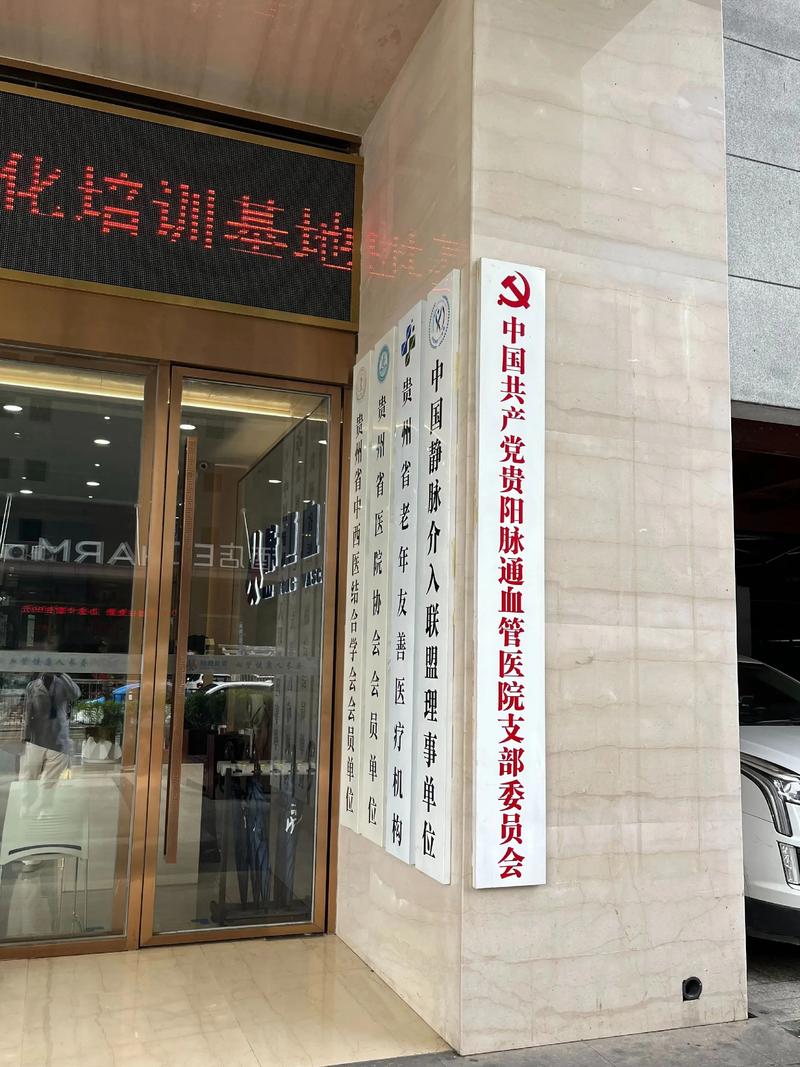 化培训基地
贵州省中西医结合学会会员单位
贵州省医院协会会员单位
贵州省老年友善医疗机构
中国静脉介入联盟理事单位
中国共产党贵阳脉通血管医院支部委员会